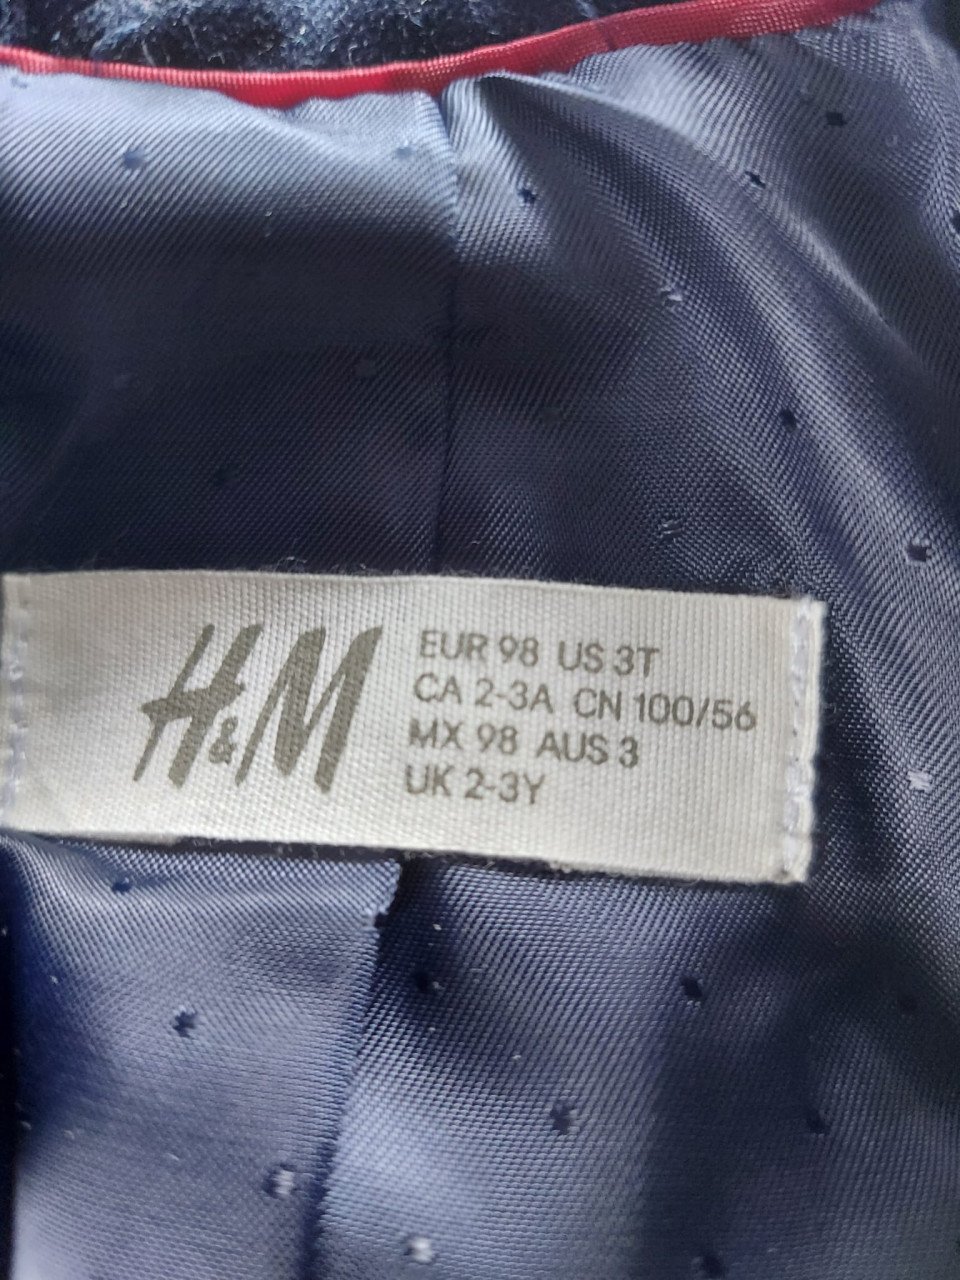 H&M
EUR 98 US 3T
CA 2-3A CN 100/56
MX 98 AUS 3
UK 2-3Y